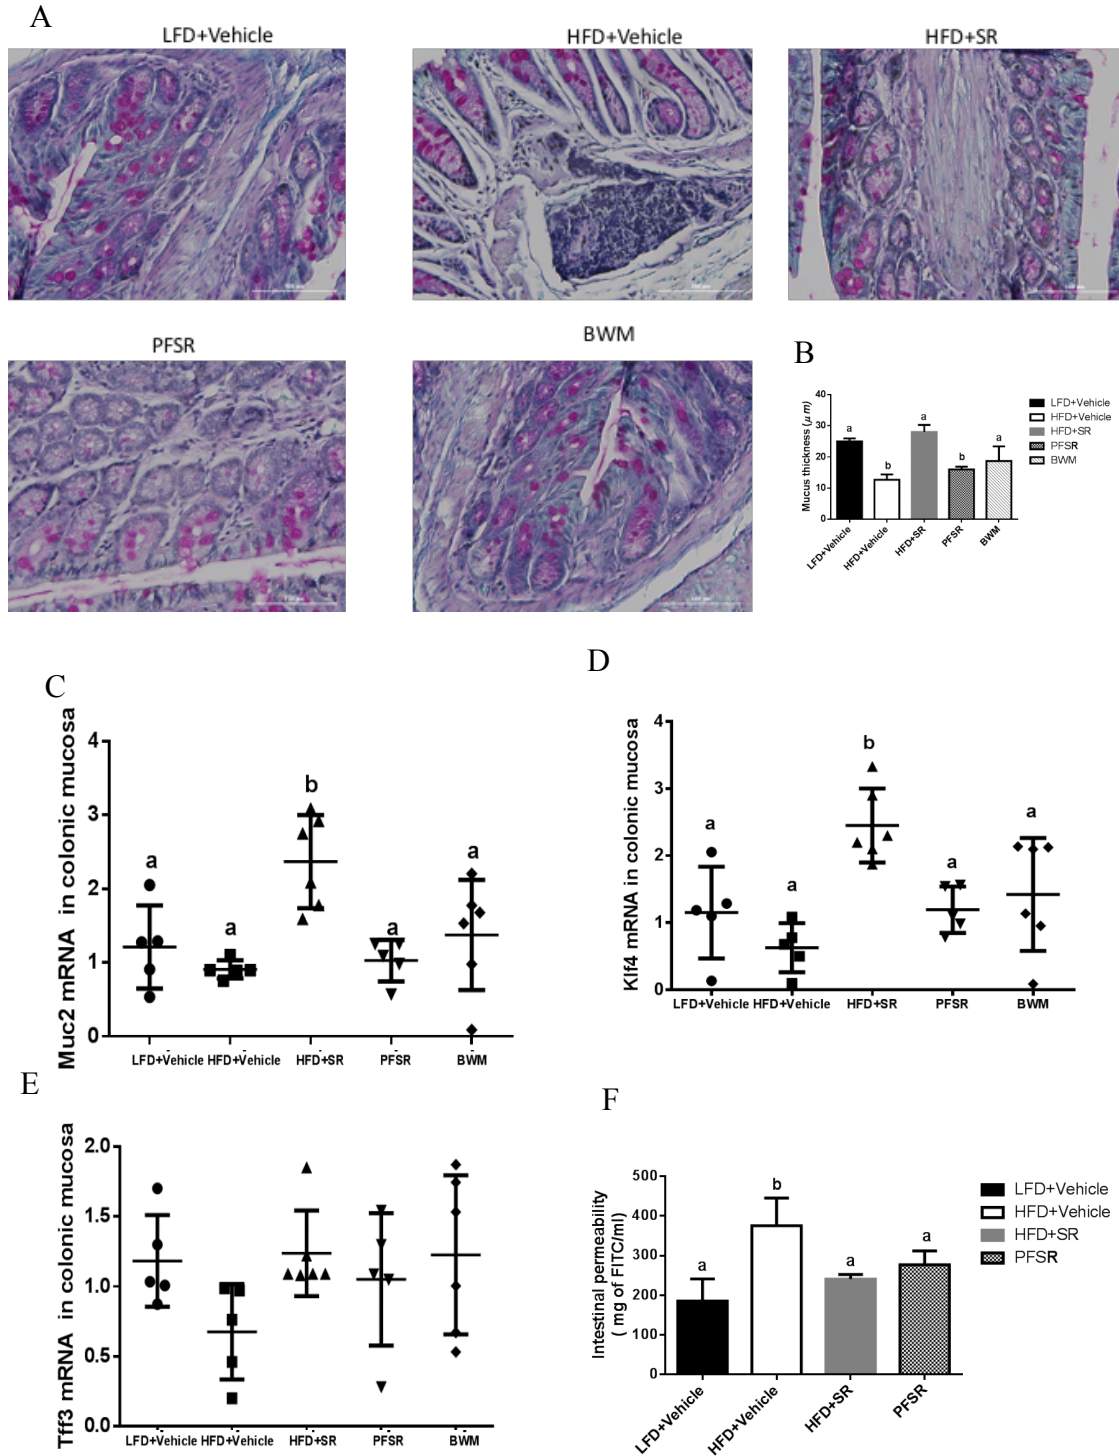 A
LFD+Vehicle
HFD+Vehicle
HFD+SR
PFSR
BWM
B
Mucus thickness (μm)
40
30
20
10
0
a
b
a
b
a
LFD+Vehicle
HFD+Vehicle
HFD+SR
PFSR
BWM
LFD+Vehicle
HFD+Vehicle
HFD+SR
PFSR
BWM
C
Muc2 mRNA in colonic mucosa
4
3
2
1
0
a
a
b
a
a
LFD+Vehicle
HFD+Vehicle
HFD+SR
PFSR
BWM
D
Klf4 mRNA in colonic mucosa
4
3
2
1
0
a
a
b
a
a
LFD+Vehicle
HFD+Vehicle
HFD+SR
PFSR
BWM
E
Tff3 mRNA in colonic mucosa
2.0
1.5
1.0
0.5
0.0
LFD+Vehicle
HFD+Vehicle
HFD+SR
PFSR
BWM
F
Intestinal permeability
( mg of FITC/ml)
500
400
300
200
100
0
a
b
a
a
LFD+Vehicle
HFD+Vehicle
HFD+SR
PFSR
LFD+Vehicle
HFD+Vehicle
HFD+SR
PFSR